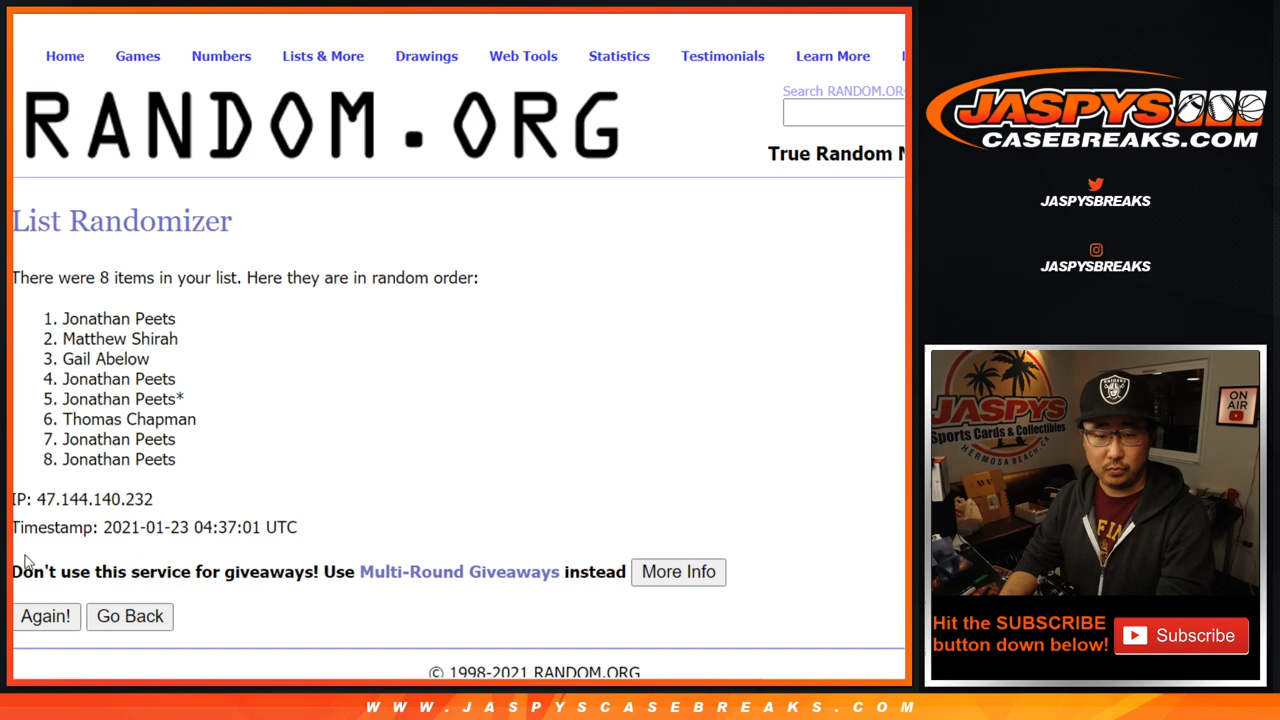 Home Games Numbers Lists & More Drawings Web Tools Statistics Testimonials Learn More
RANDOM.ORG
Search RANDOM.OR
True Random N
List Randomizer
There were 8 items in your list. Here they are in random order:
1. Jonathan Peets
2. Matthew Shirah
3. Gail Abelow
4. Jonathan Peets
5. Jonathan Peets*
6. Thomas Chapman
7. Jonathan Peets
8. Jonathan Peets
IP: 47.144.140.232
Timestamp: 2021-01-23 04:37:01 UTC
Don't use this service for giveaways! Use Multi-Round Giveaways instead More Info
Again! Go Back
© 1998-2021 RANDOM.ORG
JASPYS
CASEBREAKS.COM
JASPYSBREAKS
JASPYSBREAKS
JASPYS
Sports Cards & Collectibles
HERMOSA BEACH CA
RAIDERS
ON
AIR
Hit the SUBSCRIBE
button down below!
Subscribe
WWW.JASPYSCASEBREAKS.COM